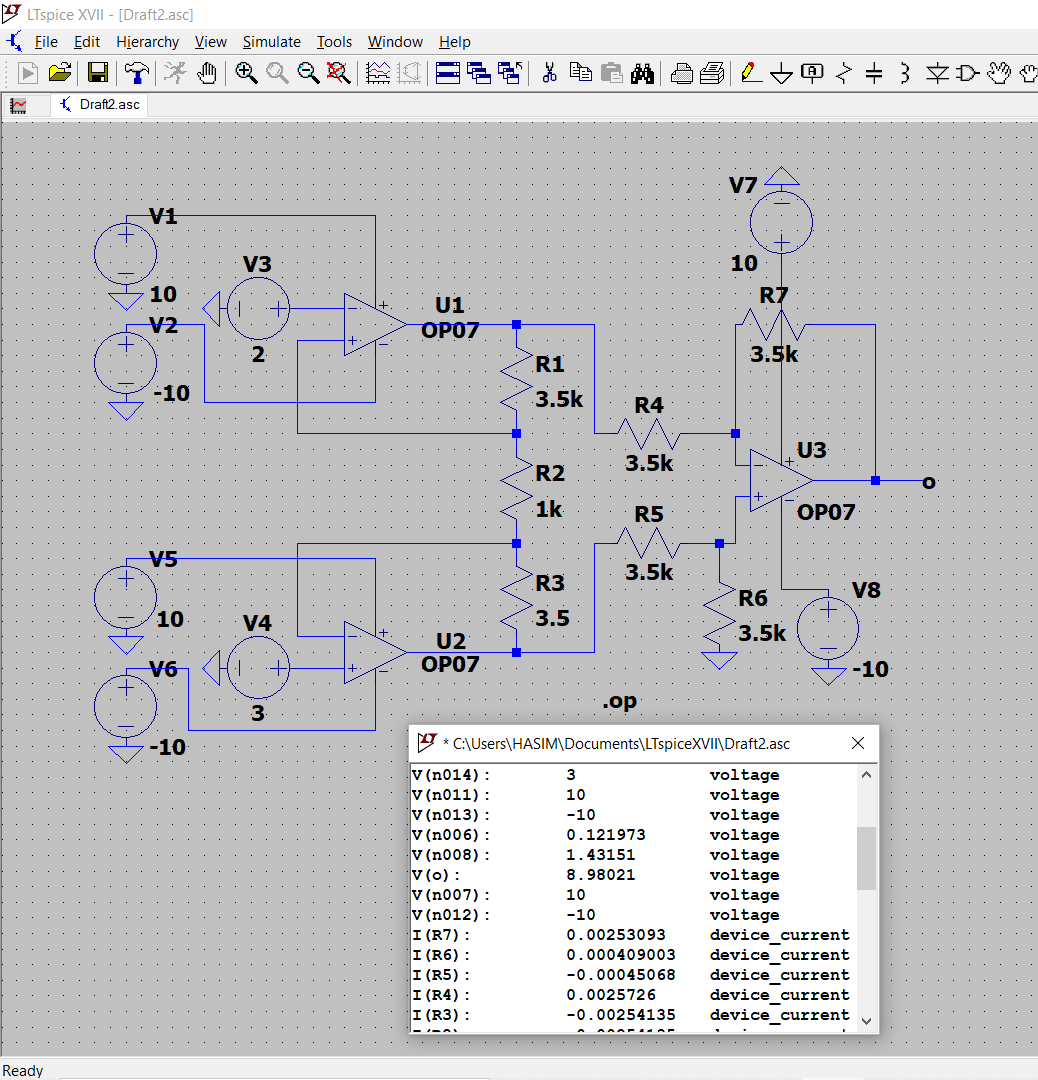 LTspice XVII - [Draft2.asc]
File Edit Hierarchy View Simulate Tools Window Help
Draft2.asc
V1
10
V2
-10
V3
2
U1
OP07
R1
3.5k
R2
1k
R3
3.5
V5
10
V6
-10
V4
3
U2
OP07
R4
3.5k
R5
3.5k
R6
3.5k
V7
10
R7
3.5k
U3
OP07
o
V8
-10
.op
* C:\Users\HASIM\Documents\LTspiceXVII\Draft2.asc
V(n014): 3 voltage
V(n011): 10 voltage
V(n013): -10 voltage
V(n006): 0.121973 voltage
V(n008): 1.43151 voltage
V(o): 8.98021 voltage
V(n007): 10 voltage
V(n012): -10 voltage
I(R7): 0.00253093 device_current
I(R6): 0.000409003 device_current
I(R5): -0.00045068 device_current
I(R4): 0.0025726 device_current
I(R3): -0.00254135 device_current
Ready